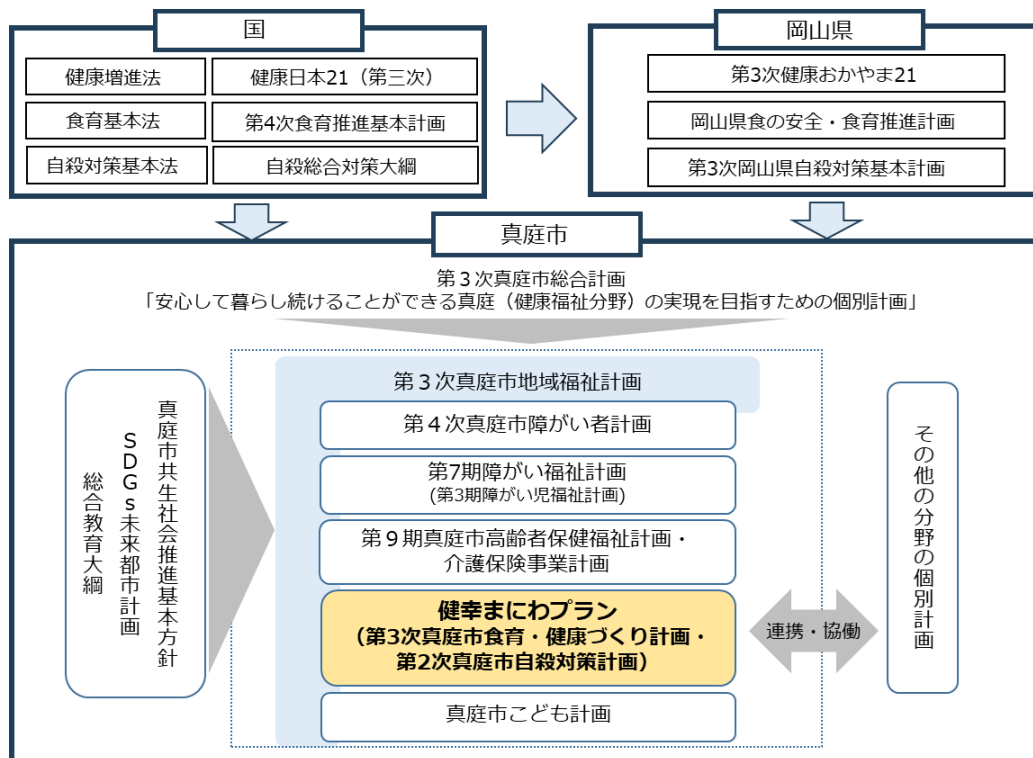 国
健康増進法
健康日本21（第三次）
食育基本法
第4次食育推進基本計画
自殺対策基本法
自殺総合対策大綱
岡山県
第3次健康おかやま21
岡山県食の安全・食育推進計画
第3次岡山県自殺対策基本計画
真庭市
第３次真庭市総合計画
「安心して暮らし続けることができる真庭（健康福祉分野）の実現を目指すための個別計画」
真庭市共生社会推進基本方針
ＳＤＧｓ未来都市計画
総合教育大綱
第３次真庭市地域福祉計画
第４次真庭市障がい者計画
第7期障がい福祉計画
(第3期障がい児福祉計画)
第９期真庭市高齢者保健福祉計画・
介護保険事業計画
健幸まにわプラン
（第3次真庭市食育・健康づくり計画・
第2次真庭市自殺対策計画）
真庭市こども計画
連携・協働
その他の分野の個別計画